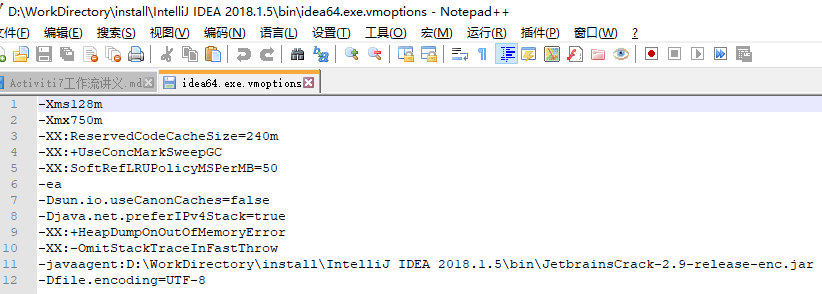 D:\WorkDirectory\install\IntelliJ IDEA 2018.1.5\bin\idea64.exe.vmoptions - Notepad++
文件(F) 编辑(E) 搜索(S) 视图(V) 编码(N) 语言(L) 设置(T) 工具(O) 宏(M) 运行(R) 插件(P) 窗口(W) ?
Activiti7工作流讲义.md idea64.exe.vmoptions
1 -Xms128m
2 -Xmx750m
3 -XX:ReservedCodeCacheSize=240m
4 -XX:+UseConcMarkSweepGC
5 -XX:SoftRefLRUPolicyMSPerMB=50
6 -ea
7 -Dsun.io.useCanonCaches=false
8 -Djava.net.preferIPv4Stack=true
9 -XX:+HeapDumpOnOutOfMemoryError
10 -XX:-OmitStackTraceInFastThrow
11 -javaagent:D:\WorkDirectory\install\IntelliJ IDEA 2018.1.5\bin\JetbrainsCrack-2.9-release-enc.jar
12 -Dfile.encoding=UTF-8